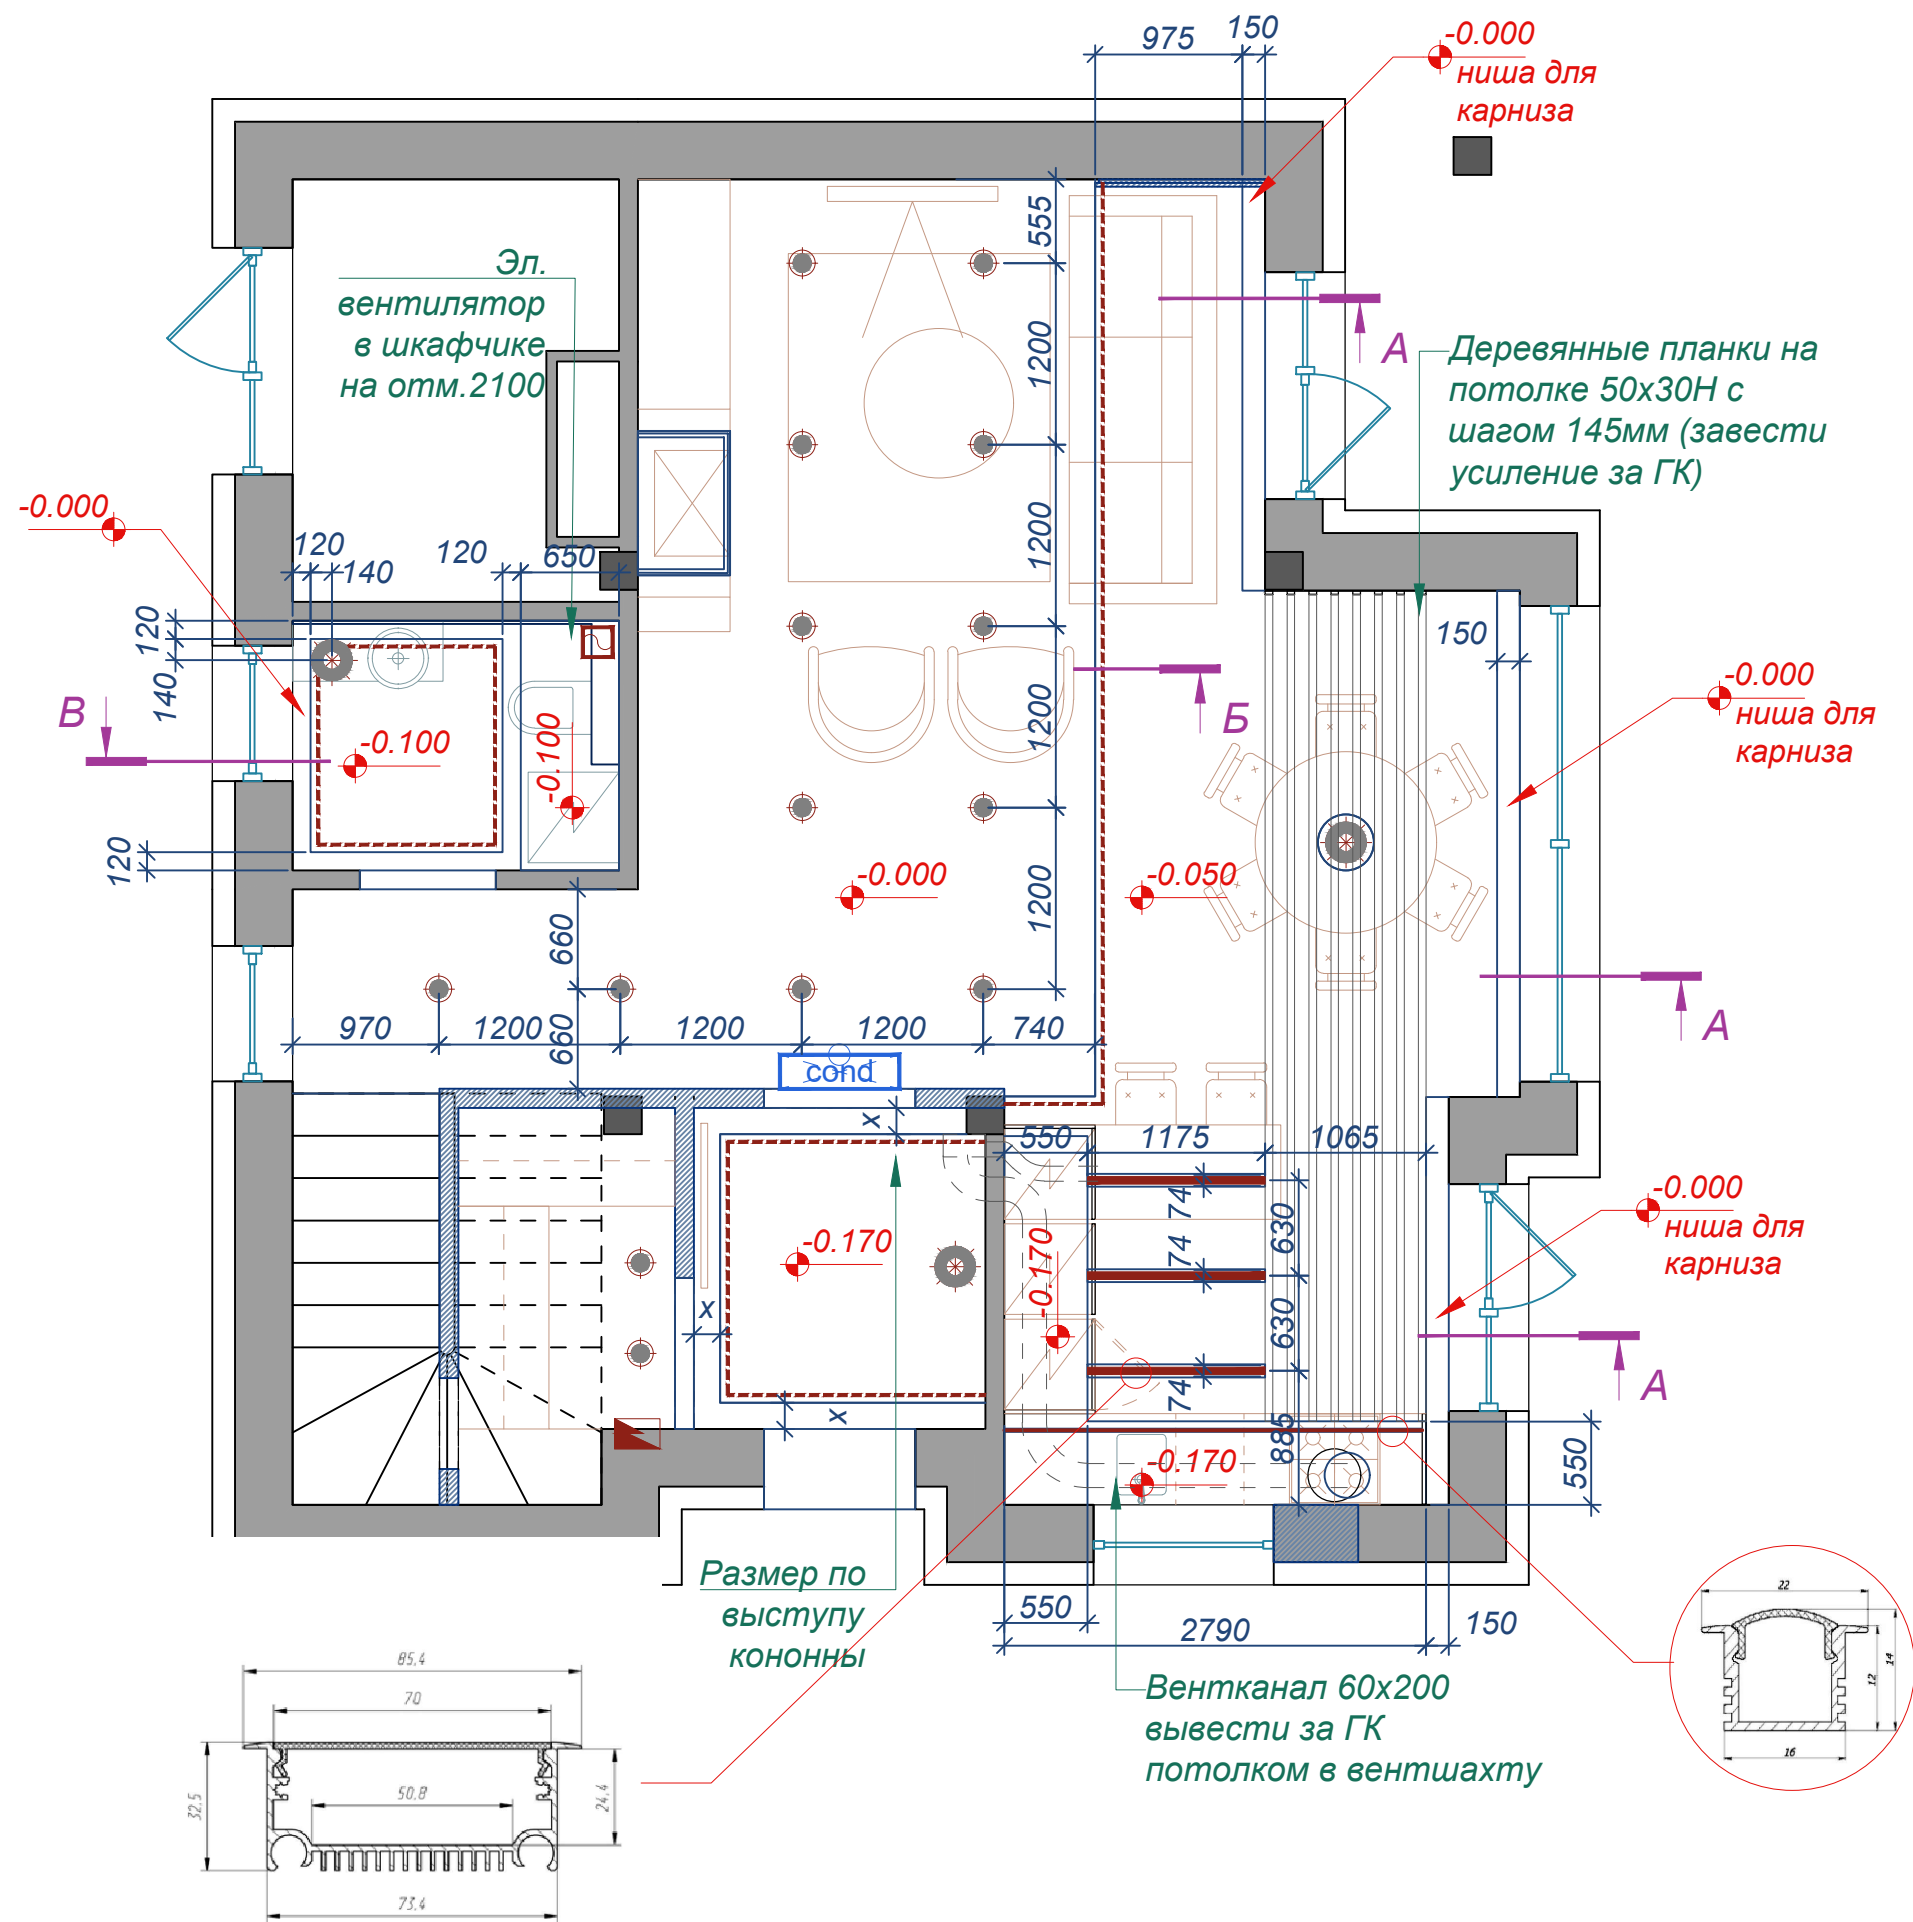 975
150
-0.000
ниша для
карниза
555
Эл.
вентилятор
в шкафчике
на отм.2100
1200
А
Деревянные планки на
потолке 50х30Н с
шагом 145мм (завести
усиление за ГК)
-0.000
120
140
120
650
1200
120
140
150
-0.000
ниша для
карниза
В
-0.100
-0.100
1200
Б
120
-0.000
-0.050
1200
660
970
1200
660
1200
1200
740
А
cond
x
550
1175
1065
74
630
-0.000
ниша для
карниза
-0.170
-0.170
74
x
630
А
74
x
885
-0.170
550
Размер по
выступу
кононны
550
2790
150
Вентканал 60х200
вывести за ГК
потолком в вентшахту
85,4
70
50,8
32,5
24,4
73,4
22
12
14
16